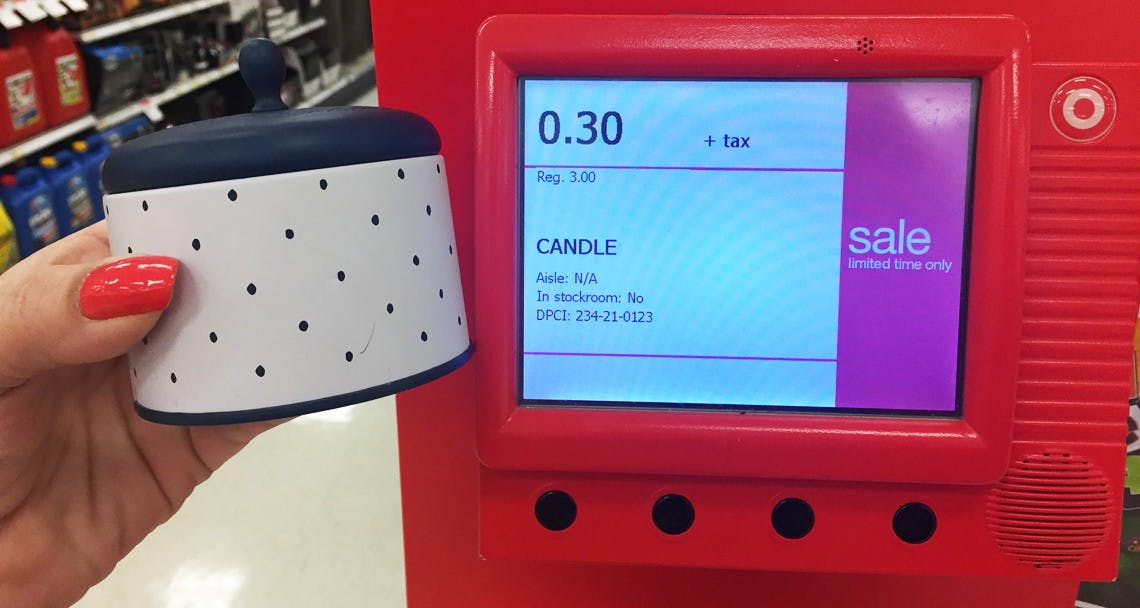 0.30 + tax
Reg. 3.00
CANDLE
Aisle: N/A
In stockroom: No
DPCI: 234-21-0123
sale
limited time only